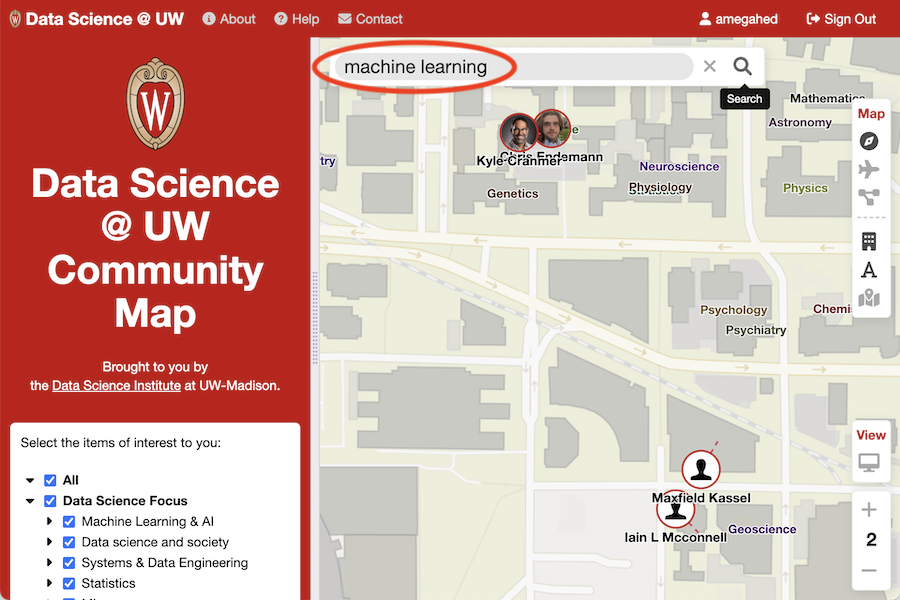 Data Science @ UW
About
Help
Contact
amegahed
Sign Out
W
Data Science
@ UW
Community
Map
Brought to you by
the Data Science Institute at UW-Madison.
Select the items of interest to you:
All
Data Science Focus
Machine Learning & AI
Data science and society
Systems & Data Engineering
Statistics
machine learning
Search
Mathematics
Astronomy
Map
Kyle Cranmer
Chris Endemann
Neuroscience
Physiology
Genetics
Physics
A
Psychology
Psychiatry
Chemi
View
Maxfield Kassel
Iain L Mcconnell
Geoscience
2